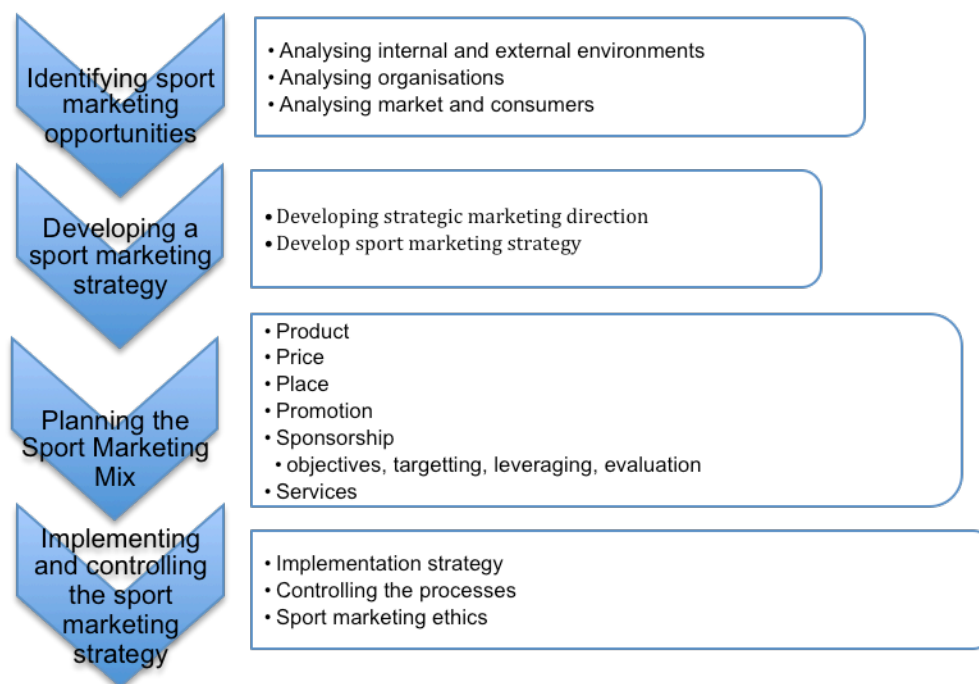 Identifying sport
marketing
opportunities
• Analysing internal and external environments
• Analysing organisations
• Analysing market and consumers
Developing a
sport marketing
strategy
• Developing strategic marketing direction
• Develop sport marketing strategy
Planning the
Sport Marketing
Mix
• Product
• Price
• Place
• Promotion
• Sponsorship
• objectives, targetting, leveraging, evaluation
• Services
Implementing
and controlling
the sport
marketing
strategy
• Implementation strategy
• Controlling the processes
• Sport marketing ethics